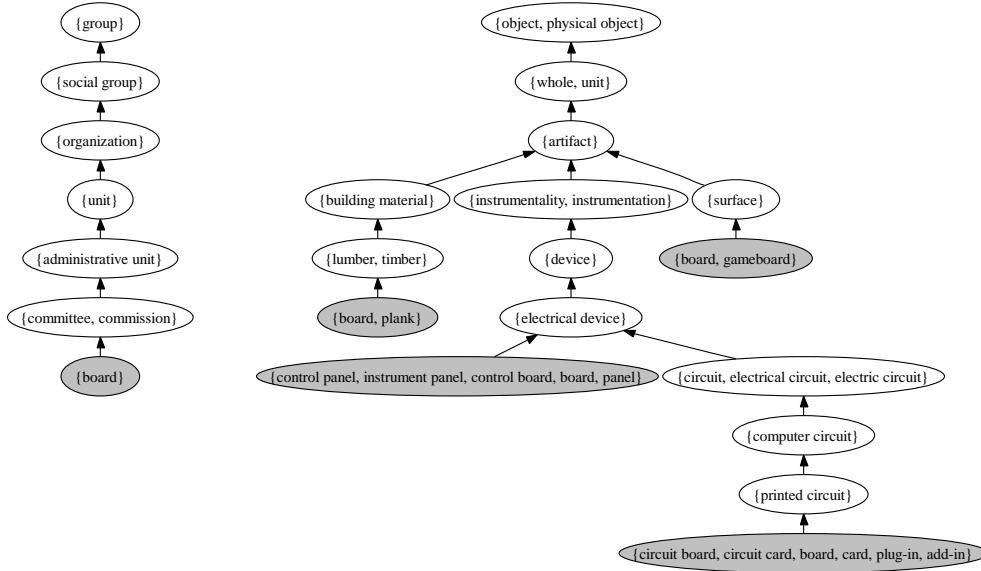 {group}
{social group}
{organization}
{unit}
{administrative unit}
{committee, commission}
{board}
{object, physical object}
{whole, unit}
{artifact}
{building material}
{instrumentality, instrumentation}
{surface}
{lumber, timber}
{device}
{board, gameboard}
{board, plank}
{electrical device}
{control panel, instrument panel, control board, board, panel}
{circuit, electrical circuit, electric circuit}
{computer circuit}
{printed circuit}
{circuit board, circuit card, board, card, plug-in, add-in}